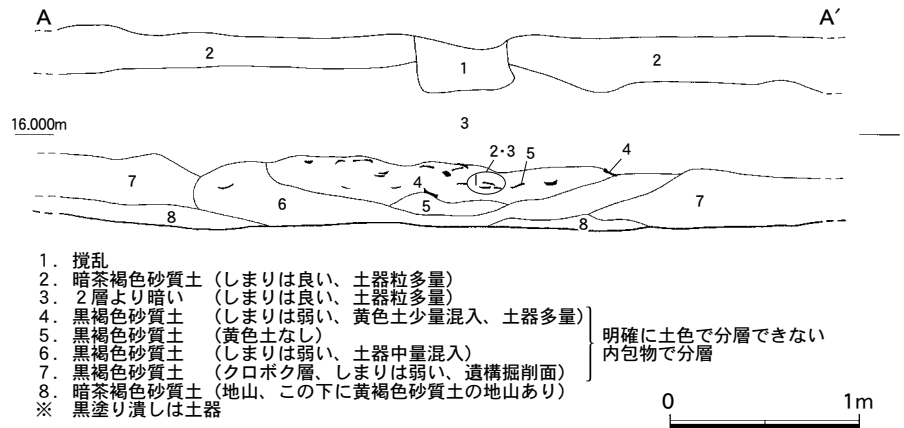 A A′
2 1 2
16.000m 3
2・3 5 4
7 4 7
6 5
8 8
1. 撹乱
2. 暗茶褐色砂質土(しまりは良い、土器粒多量)
3. 2層より暗い (しまりは良い、土器粒多量)
4. 黒褐色砂質土 (しまりは弱い、黄色土少量混入、土器多量)
5. 黒褐色砂質土 (黄色土なし)
6. 黒褐色砂質土 (しまりは弱い、土器中量混入)
7. 黒褐色砂質土 (クロボク層、しまりは弱い、遺構掘削面)
明確に土色で分層できない
内包物で分層
8. 暗茶褐色砂質土(地山、この下に黄褐色砂質土の地山あり)
※ 黒塗り潰しは土器
0 1m